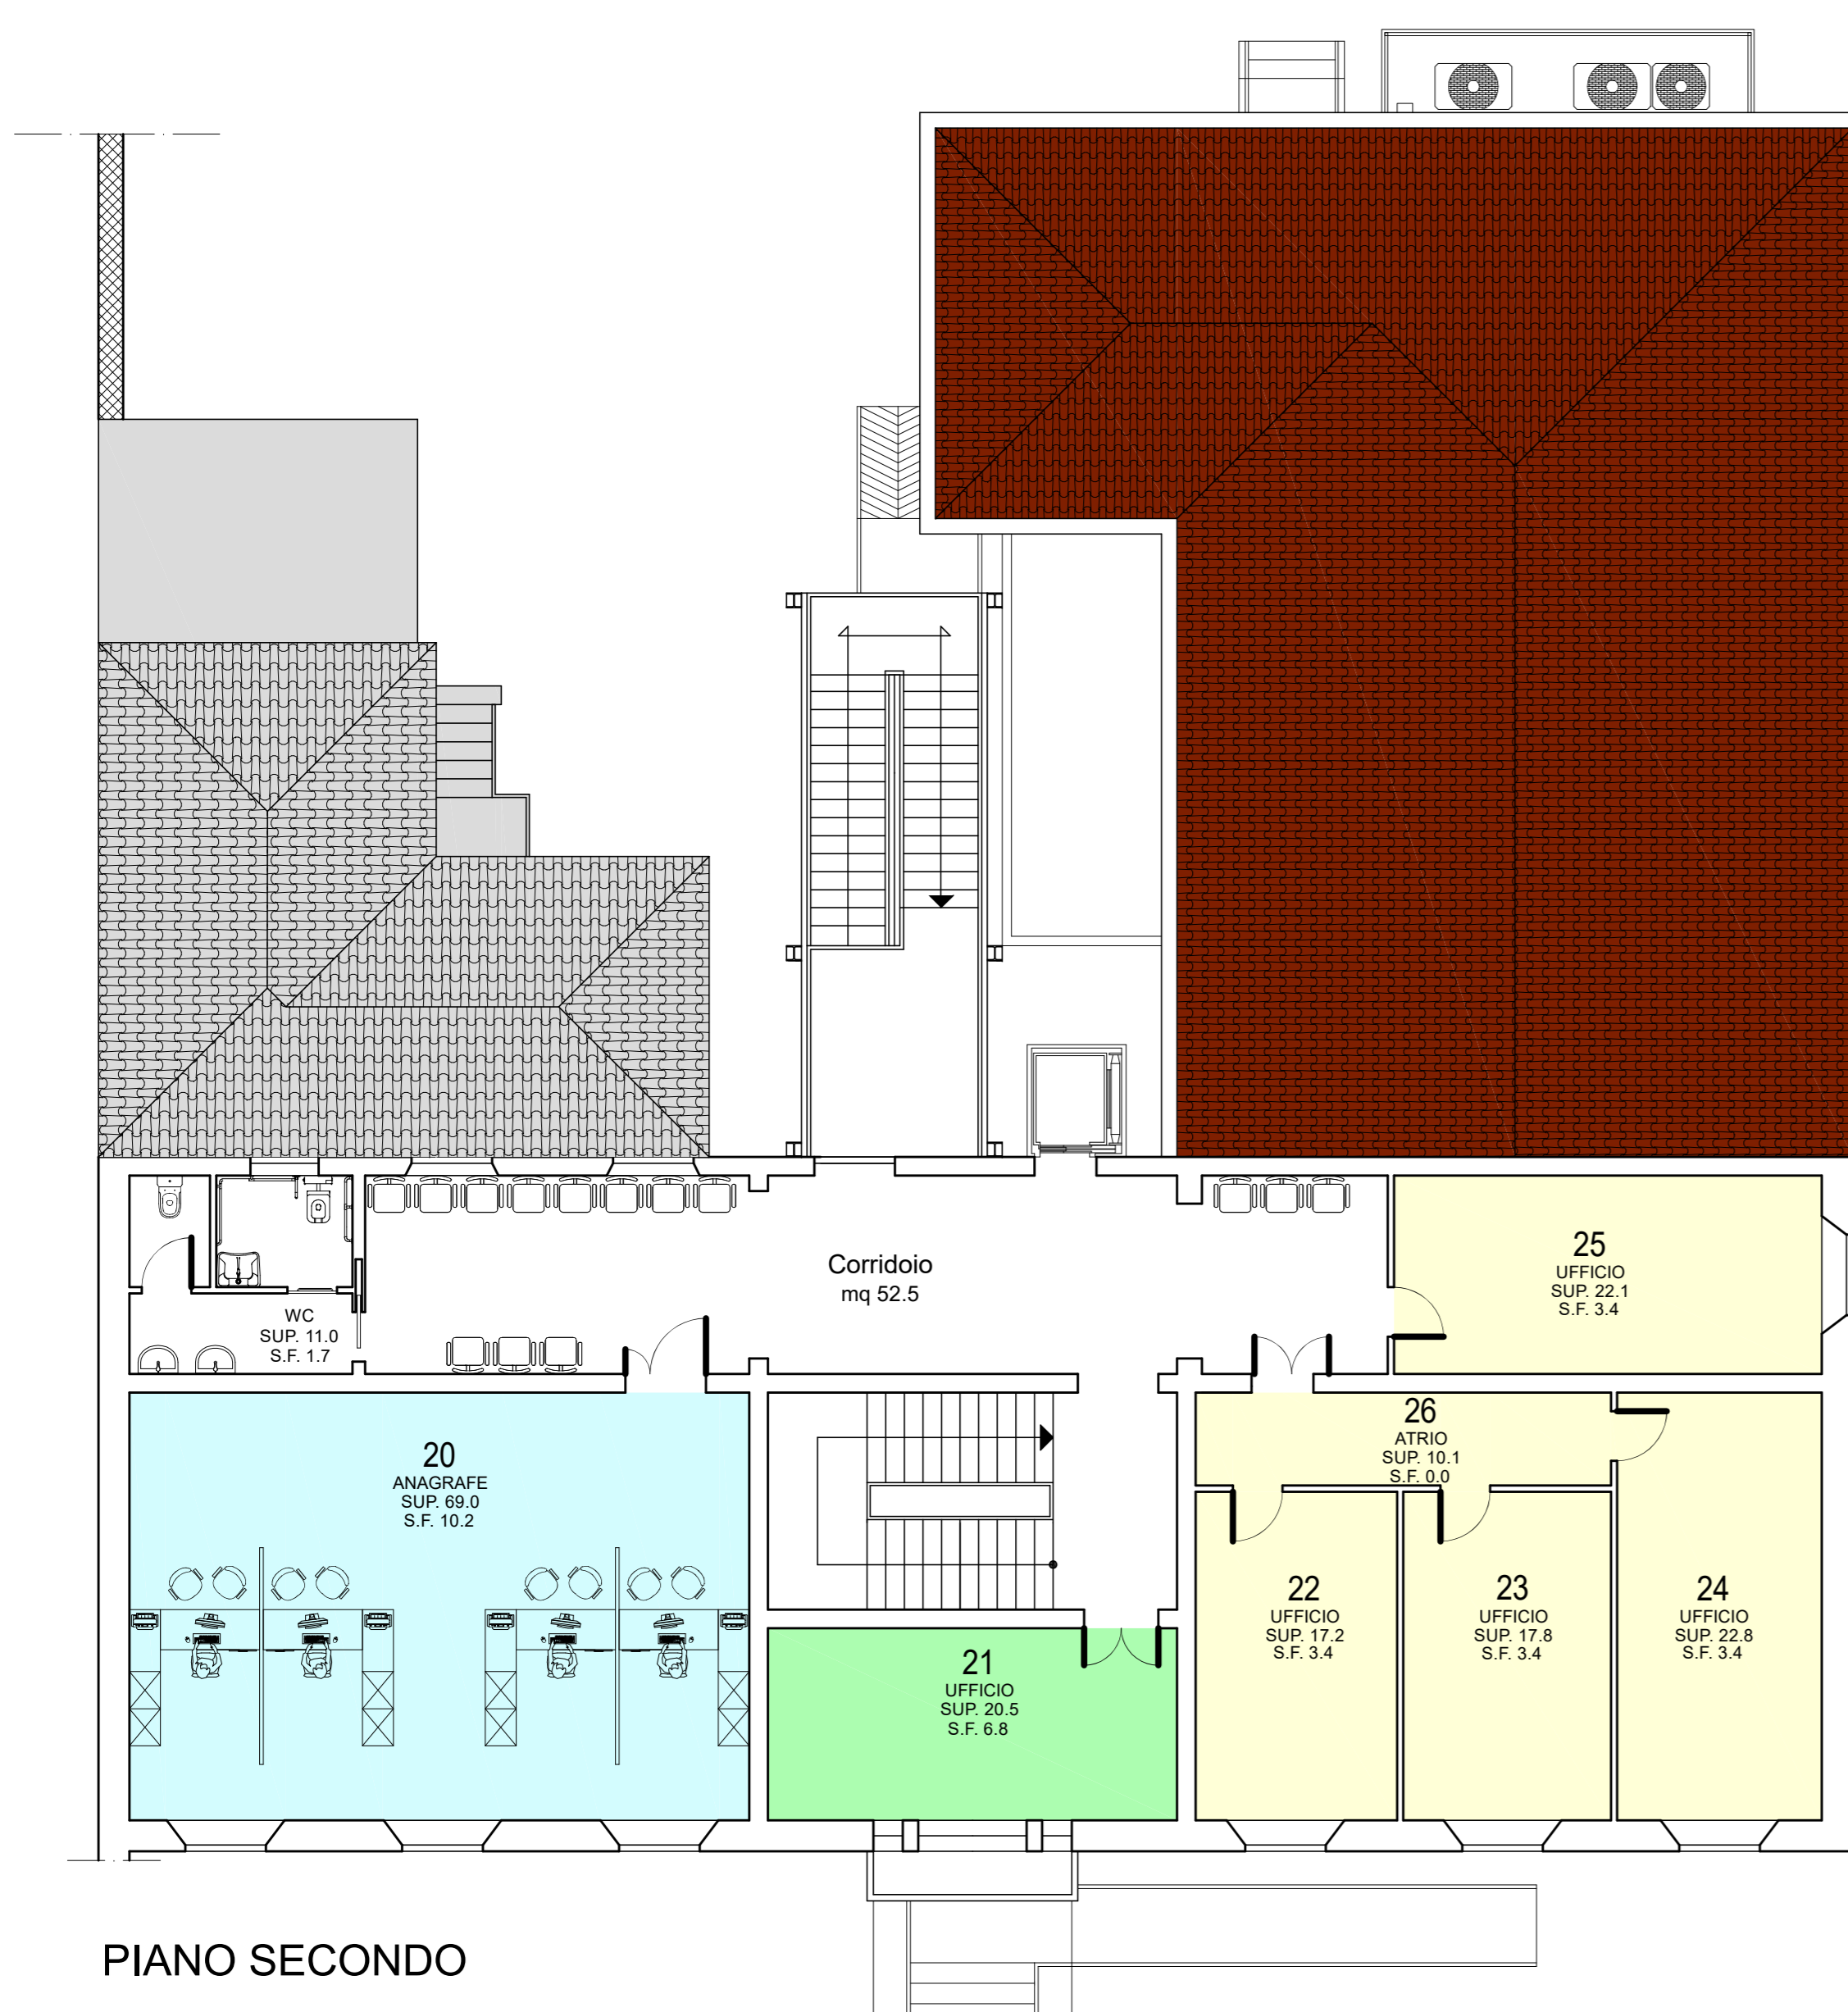 Corridoio
mq 52.5
25
UFFICIO
SUP. 22.1
S.F. 3.4
WC
SUP. 11.0
S.F. 1.7
26
ATRIO
SUP. 10.1
S.F. 0.0
20
ANAGRAFE
SUP. 69.0
S.F. 10.2
22
UFFICIO
SUP. 17.2
S.F. 3.4
23
UFFICIO
SUP. 17.8
S.F. 3.4
24
UFFICIO
SUP. 22.8
S.F. 3.4
21
UFFICIO
SUP. 20.5
S.F. 6.8
PIANO SECONDO